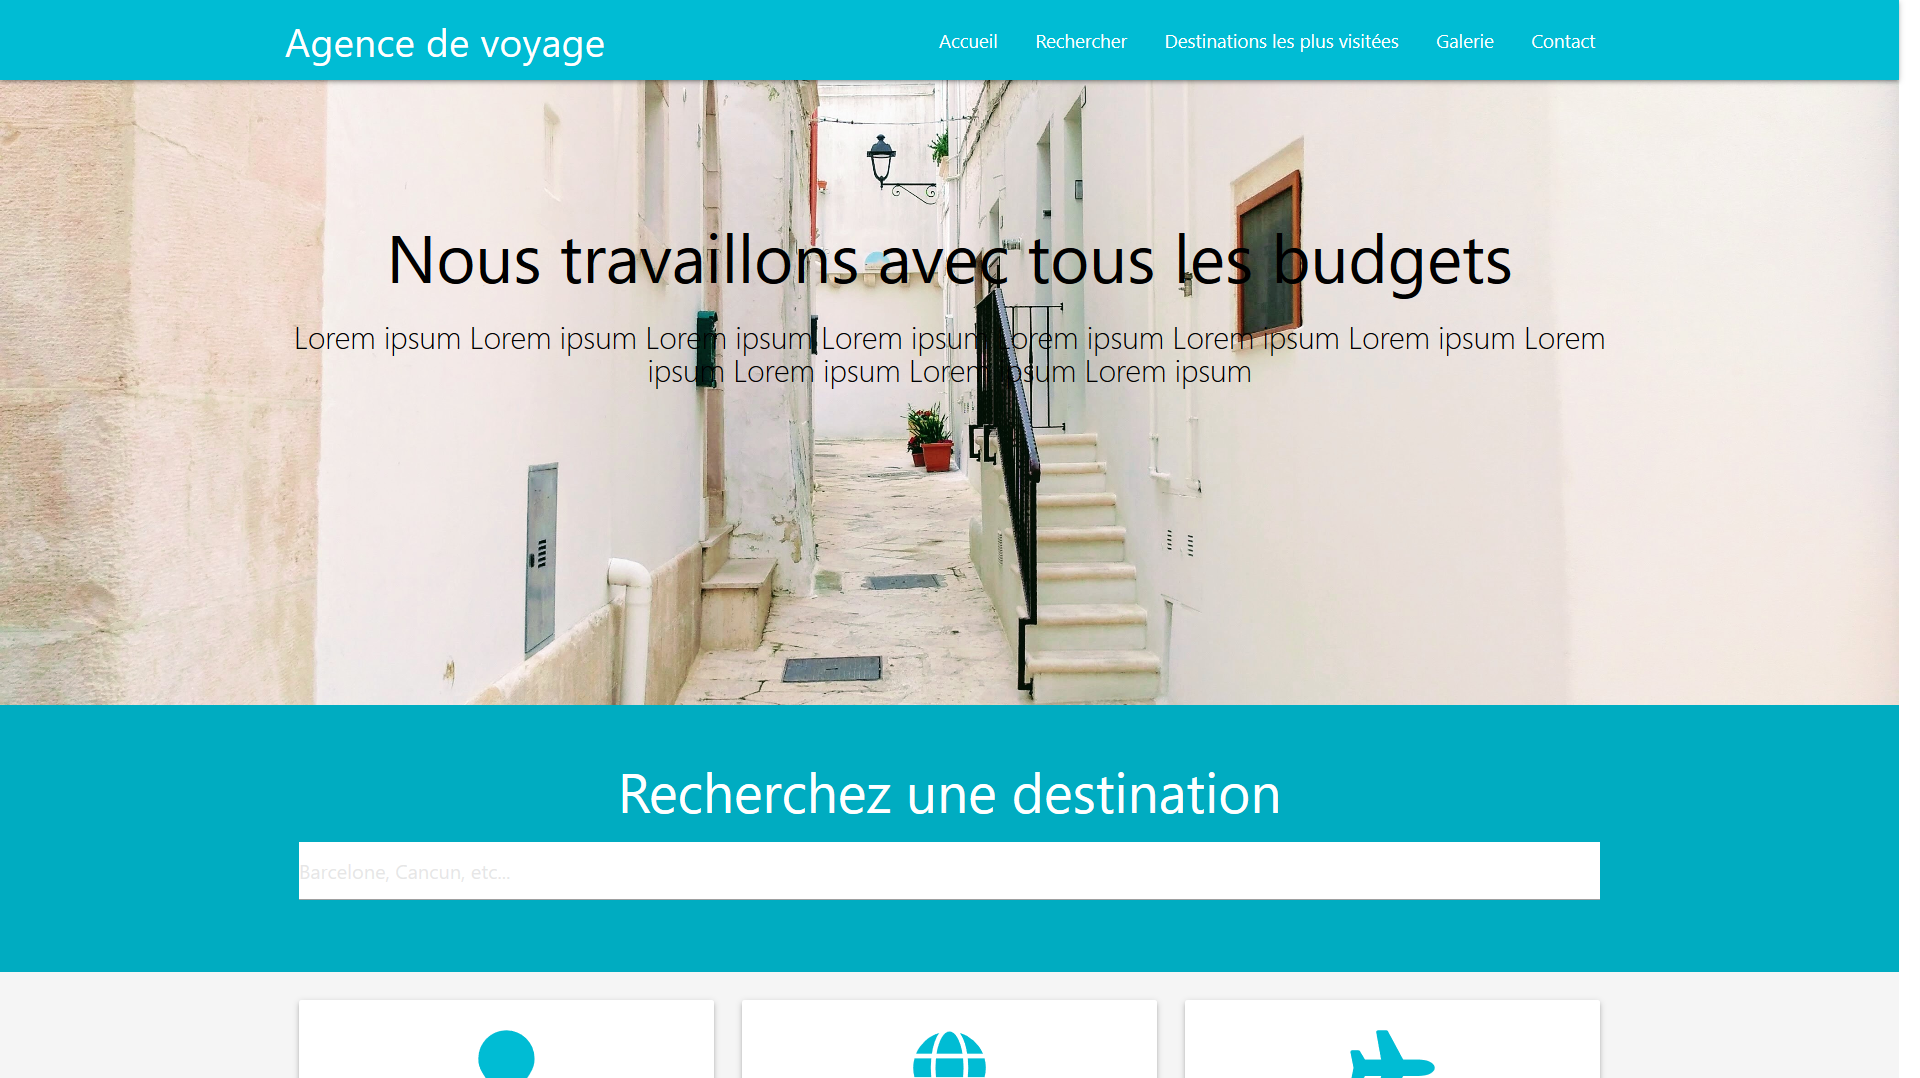 Agence de voyage
Accueil Rechercher Destinations les plus visitées Galerie Contact
Nous travaillons avec tous les budgets
Lorem ipsum Lorem ipsum Lorem ipsum Lorem ipsum Lorem ipsum Lorem ipsum Lorem ipsum Lorem
ipsum Lorem ipsum Lorem ipsum Lorem ipsum
Recherchez une destination
Barcelone, Cancun, etc...